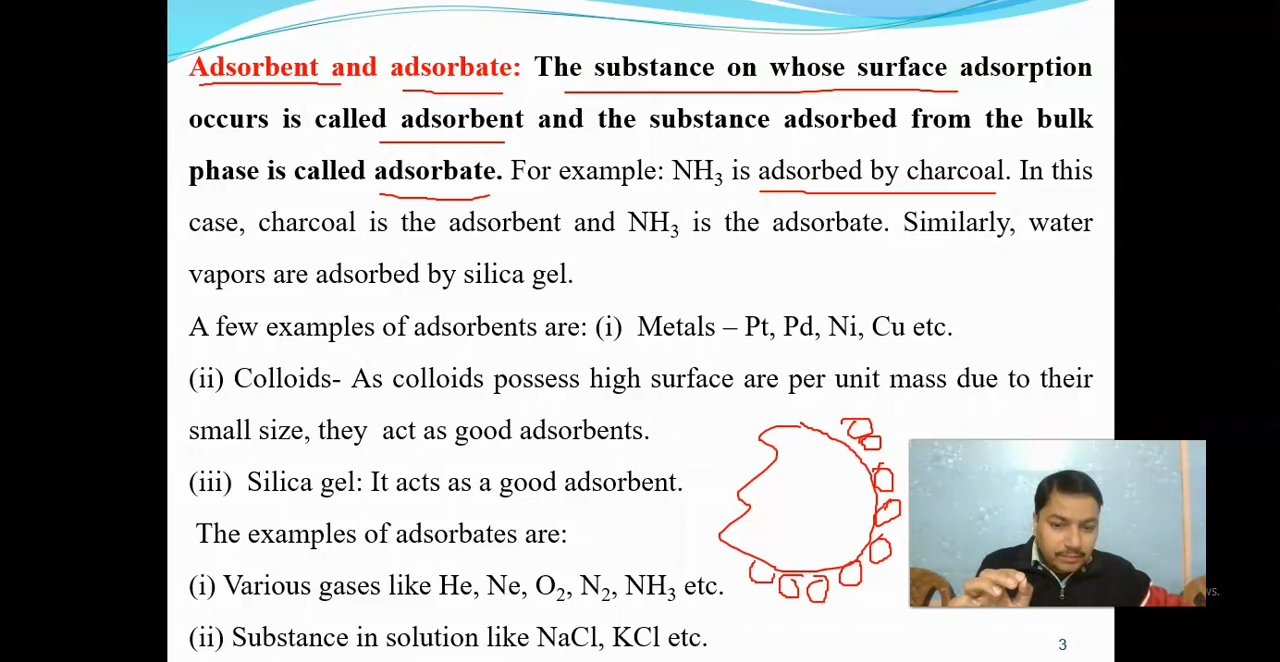 Adsorbent and adsorbate: The substance on whose surface adsorption
occurs is called adsorbent and the substance adsorbed from the bulk
phase is called adsorbate. For example: NH₃ is adsorbed by charcoal. In this
case, charcoal is the adsorbent and NH₃ is the adsorbate. Similarly, water
vapors are adsorbed by silica gel.
A few examples of adsorbents are: (i) Metals – Pt, Pd, Ni, Cu etc.
(ii) Colloids- As colloids possess high surface are per unit mass due to their
small size, they act as good adsorbents.
(iii) Silica gel: It acts as a good adsorbent.
The examples of adsorbates are:
(i) Various gases like He, Ne, O₂, N₂, NH₃ etc.
(ii) Substance in solution like NaCl, KCl etc.
3